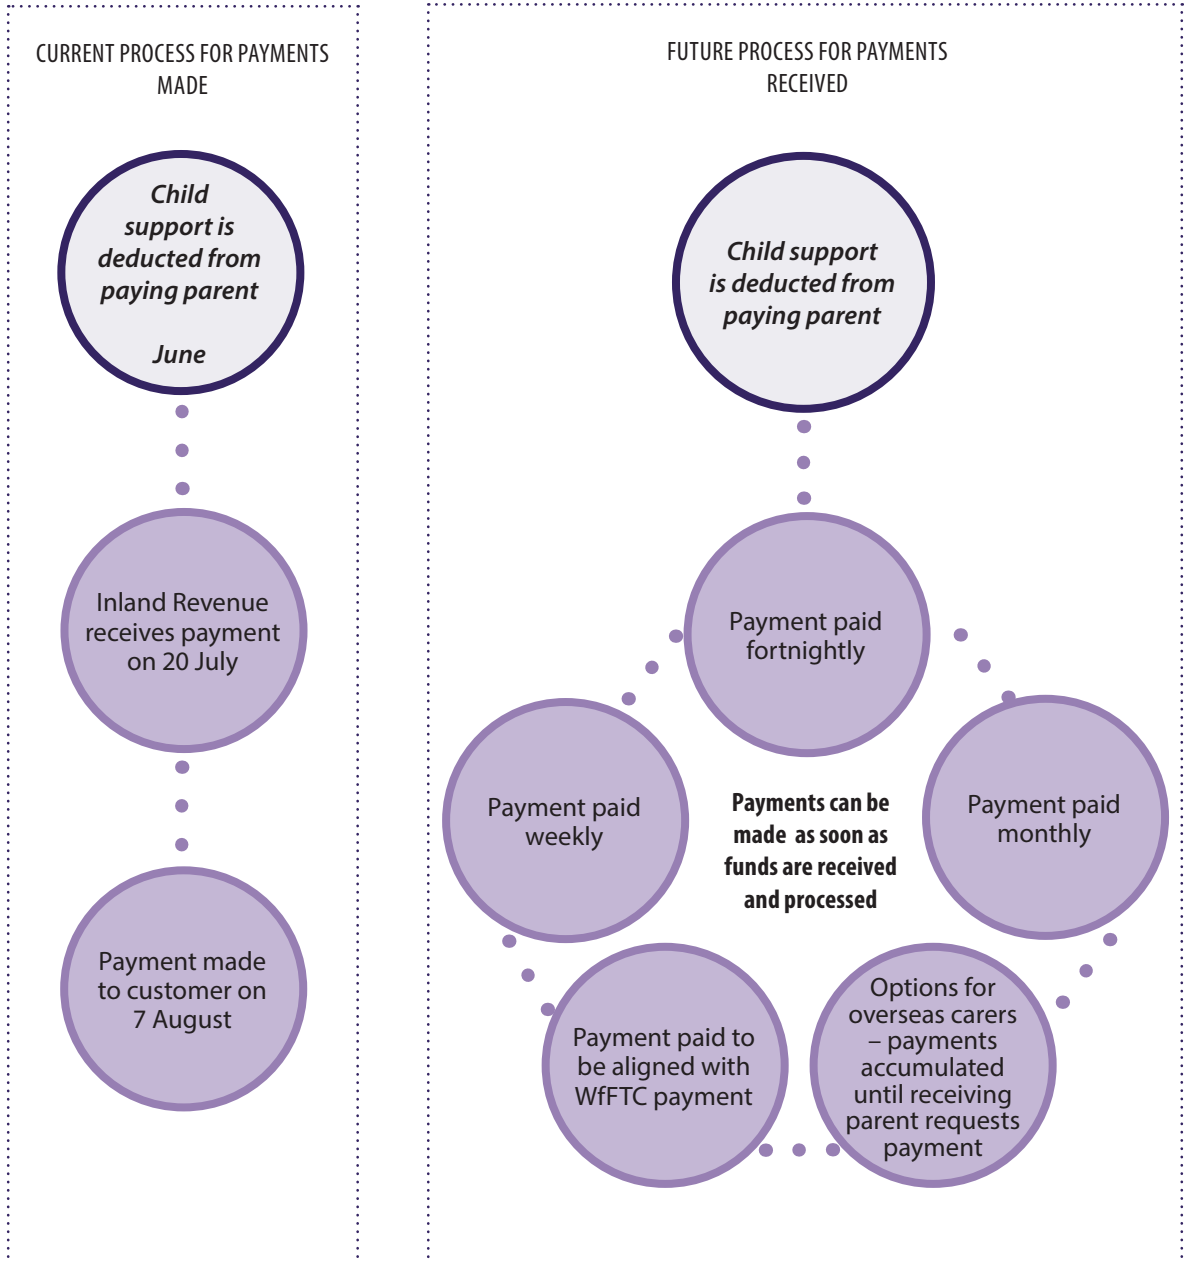 CURRENT PROCESS FOR PAYMENTS
MADE
Child
support is
deducted from
paying parent
June
Inland Revenue
receives payment
on 20 July
Payment made
to customer on
7 August
FUTURE PROCESS FOR PAYMENTS
RECEIVED
Child support
is deducted from
paying parent
Payment paid
fortnightly
Payment paid
weekly
Payments can be
made as soon as
funds are received
and processed
Payment paid
monthly
Payment paid to
be aligned with
WfFTC payment
Options for
overseas carers
– payments
accumulated
until receiving
parent requests
payment